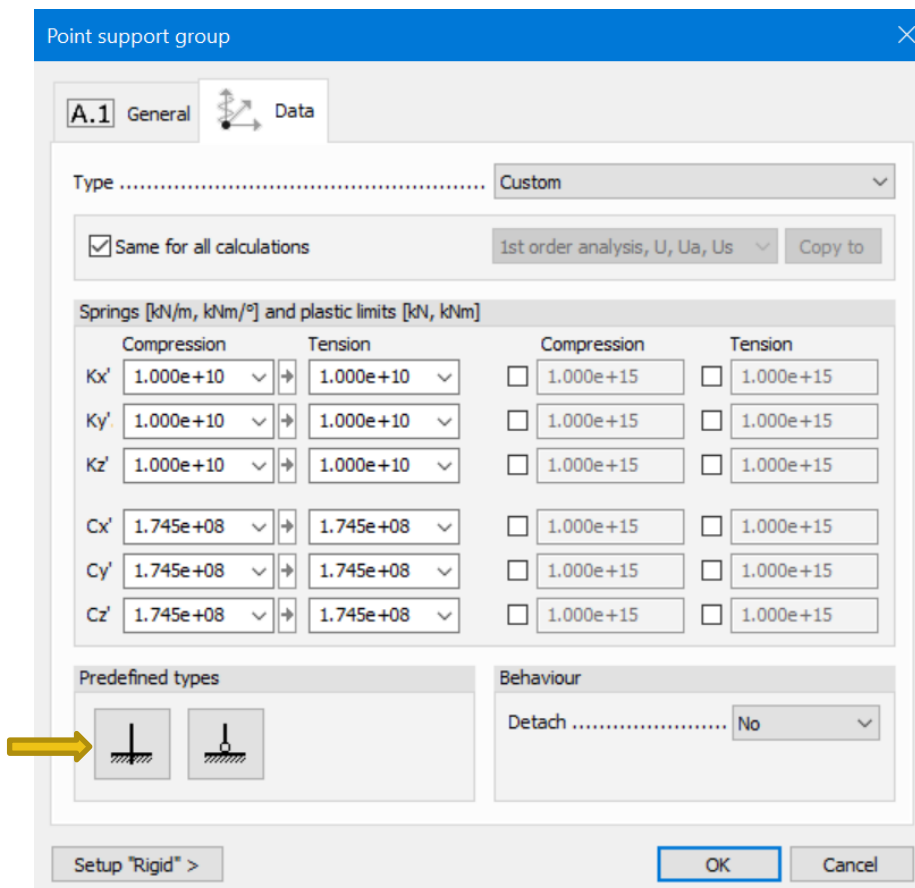 Point support group
A.1 General Data
Type ...................................................... Custom
Same for all calculations 1st order analysis, U, Ua, Us Copy to
Springs [kN/m, kNm/°] and plastic limits [kN, kNm]
Compression Tension Compression Tension
Kx' 1.000e+10 1.000e+10 1.000e+15 1.000e+15
Ky' 1.000e+10 1.000e+10 1.000e+15 1.000e+15
Kz' 1.000e+10 1.000e+10 1.000e+15 1.000e+15
Cx' 1.745e+08 1.745e+08 1.000e+15 1.000e+15
Cy' 1.745e+08 1.745e+08 1.000e+15 1.000e+15
Cz' 1.745e+08 1.745e+08 1.000e+15 1.000e+15
Predefined types Behaviour
Detach ....................... No
Setup "Rigid" > OK Cancel